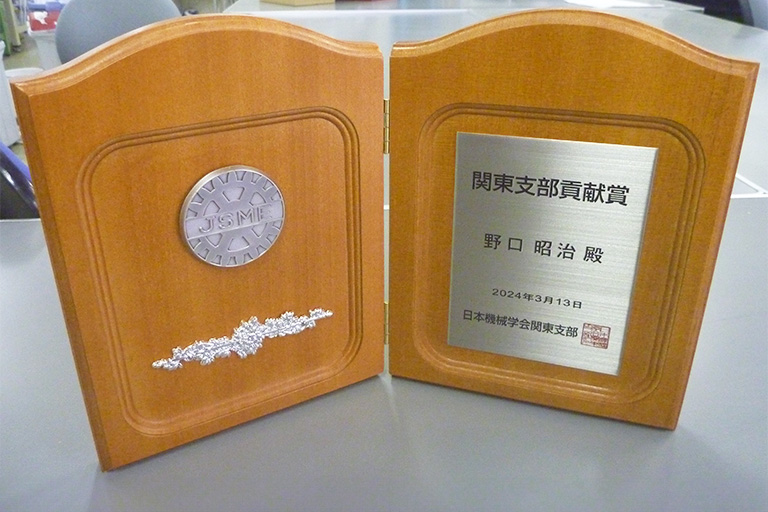 JSME
関東支部貢献賞
野口 昭治 殿
2024年3月13日
日本機械学会関東支部